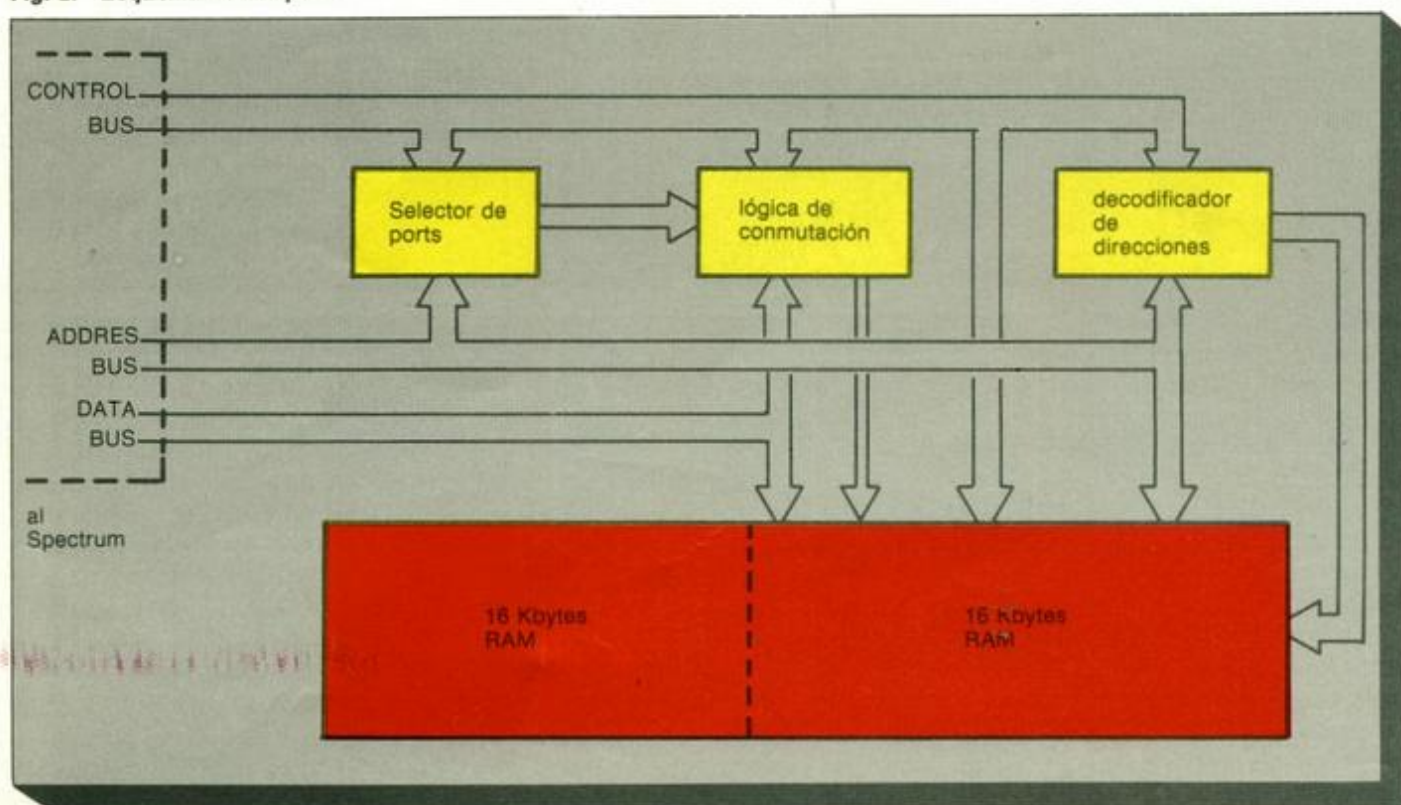 CONTROL
BUS
Selector de
ports
lógica de
conmutación
decodificador
de
direcciones
ADDRES
BUS
DATA
BUS
al
Spectrum
16 Kbytes
RAM
16 Kbytes
RAM